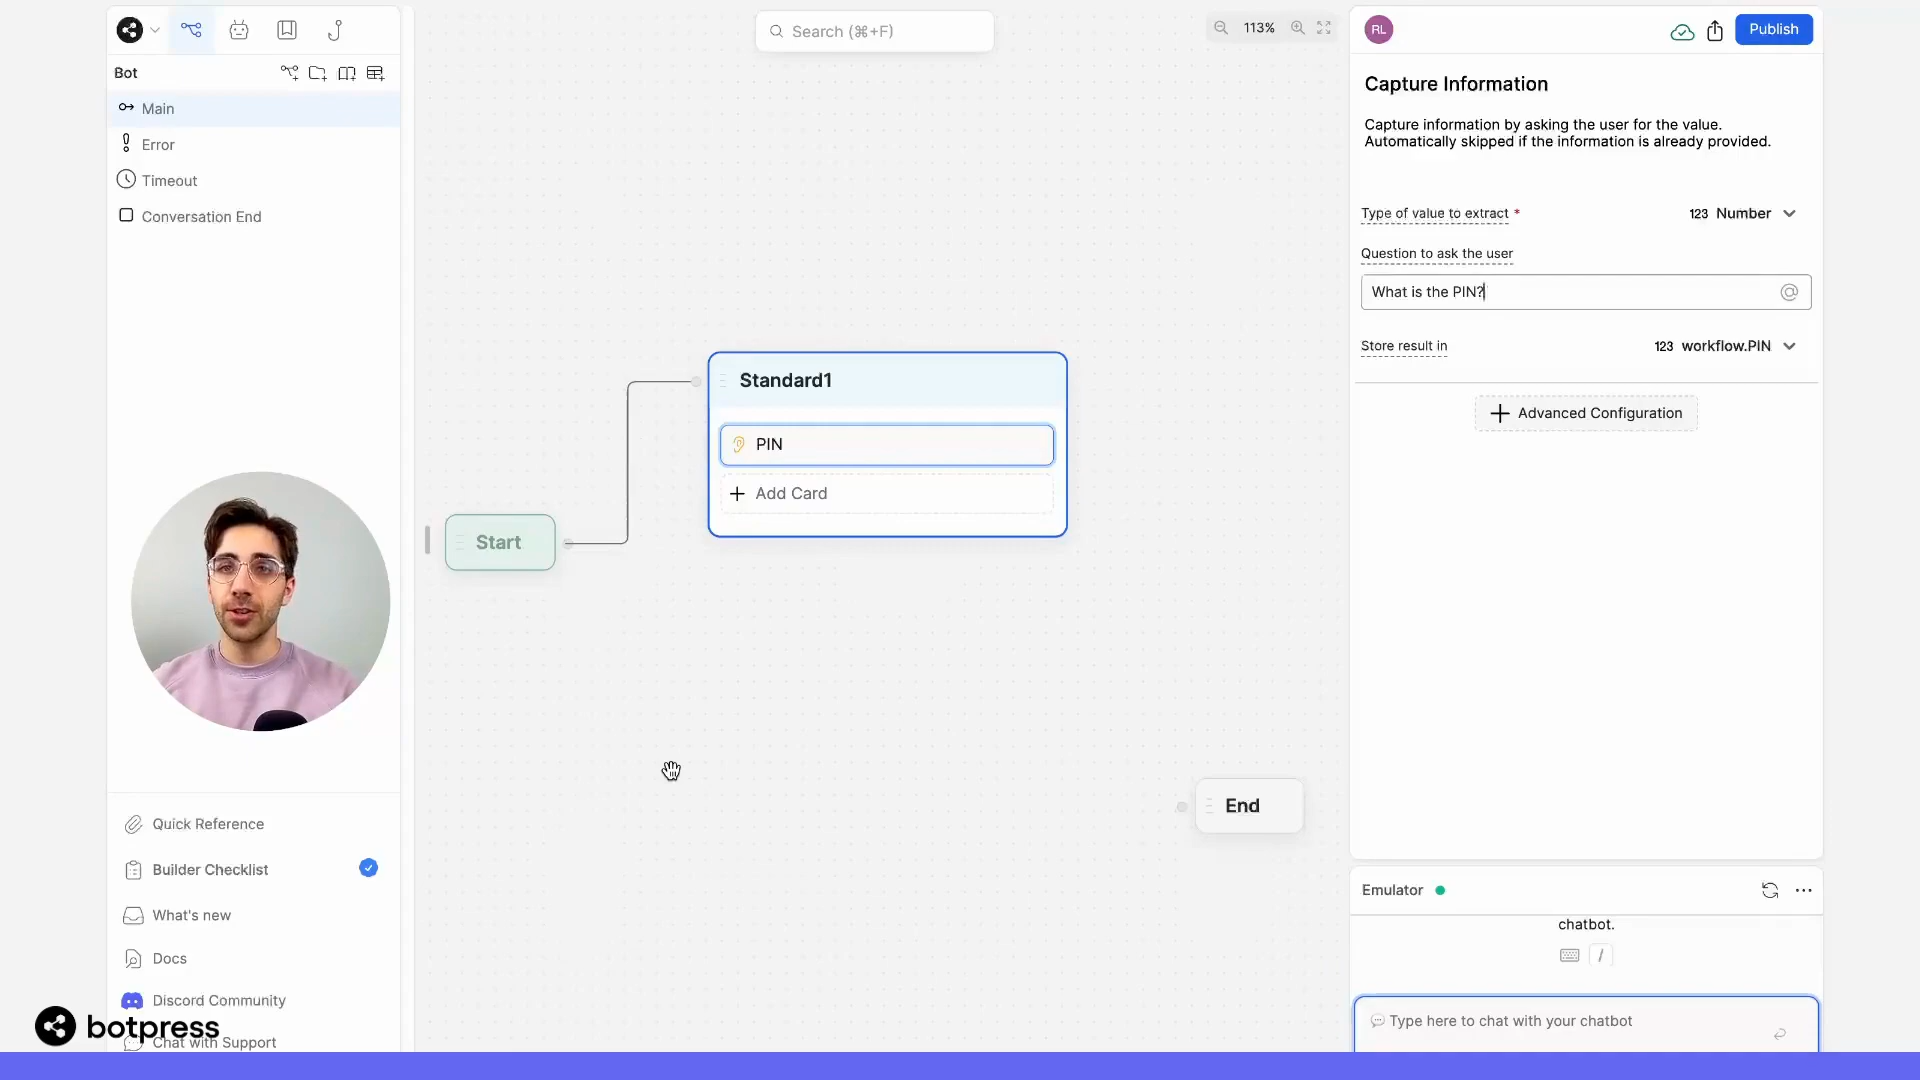 Bot
Main
Error
Timeout
Conversation End
Quick Reference
Builder Checklist
What's new
Docs
Discord Community
Chat with Support
botpress
Search (⌘+F)
113%
Start
Standard1
PIN
+ Add Card
End
RL
Publish
Capture Information
Capture information by asking the user for the value.
Automatically skipped if the information is already provided.
Type of value to extract * 123 Number
Question to ask the user
What is the PIN? @
Store result in 123 workflow.PIN
+ Advanced Configuration
Emulator
chatbot.
/
Type here to chat with your chatbot